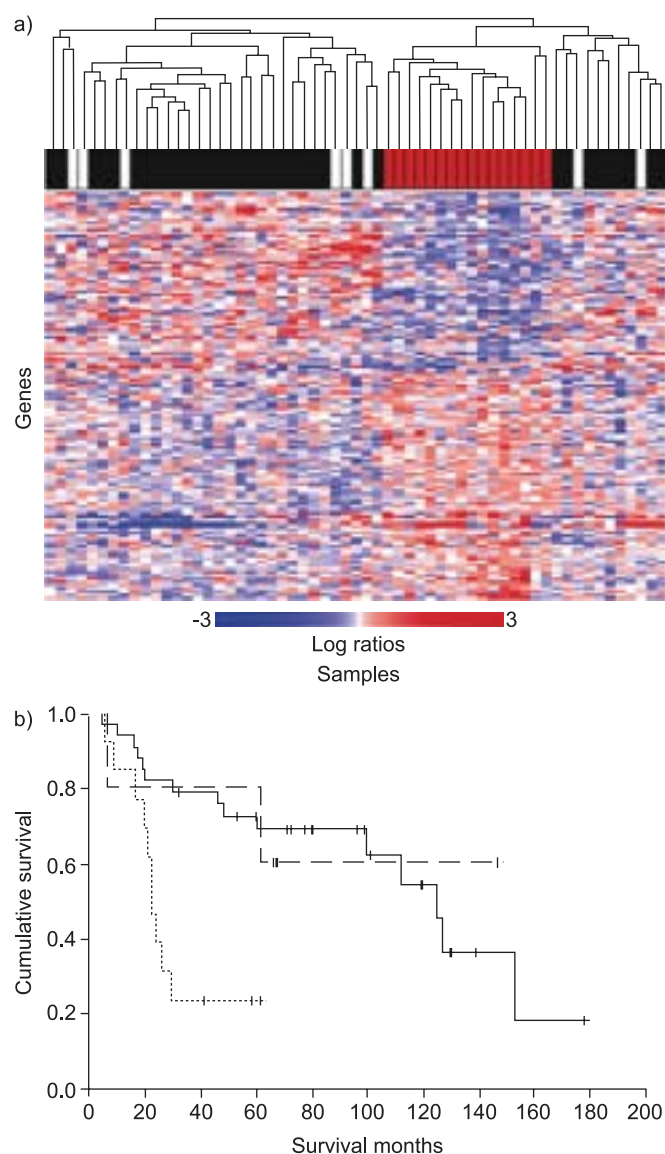 a)
Genes
-3
3
Log ratios
Samples
b)
1.0
0.8
0.6
0.4
0.2
0.0
Cumulative survival
0 20 40 60 80 100 120 140 160 180 200
Survival months